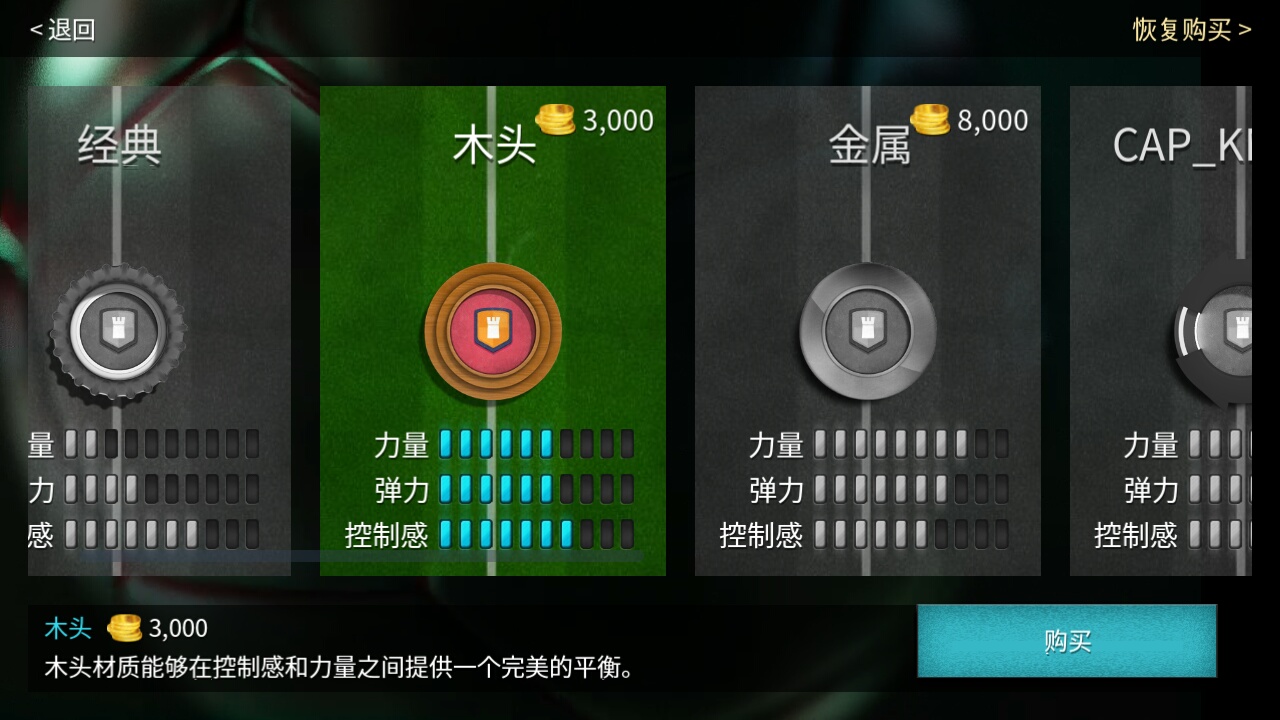 < 退回
恢复购买 >
经典
木头
3,000
金属
8,000
CAP_K
量
力
感
力量
弹力
控制感
力量
弹力
控制感
力量
弹力
控制感
木头 3,000
木头材质能够在控制感和力量之间提供一个完美的平衡。
购买